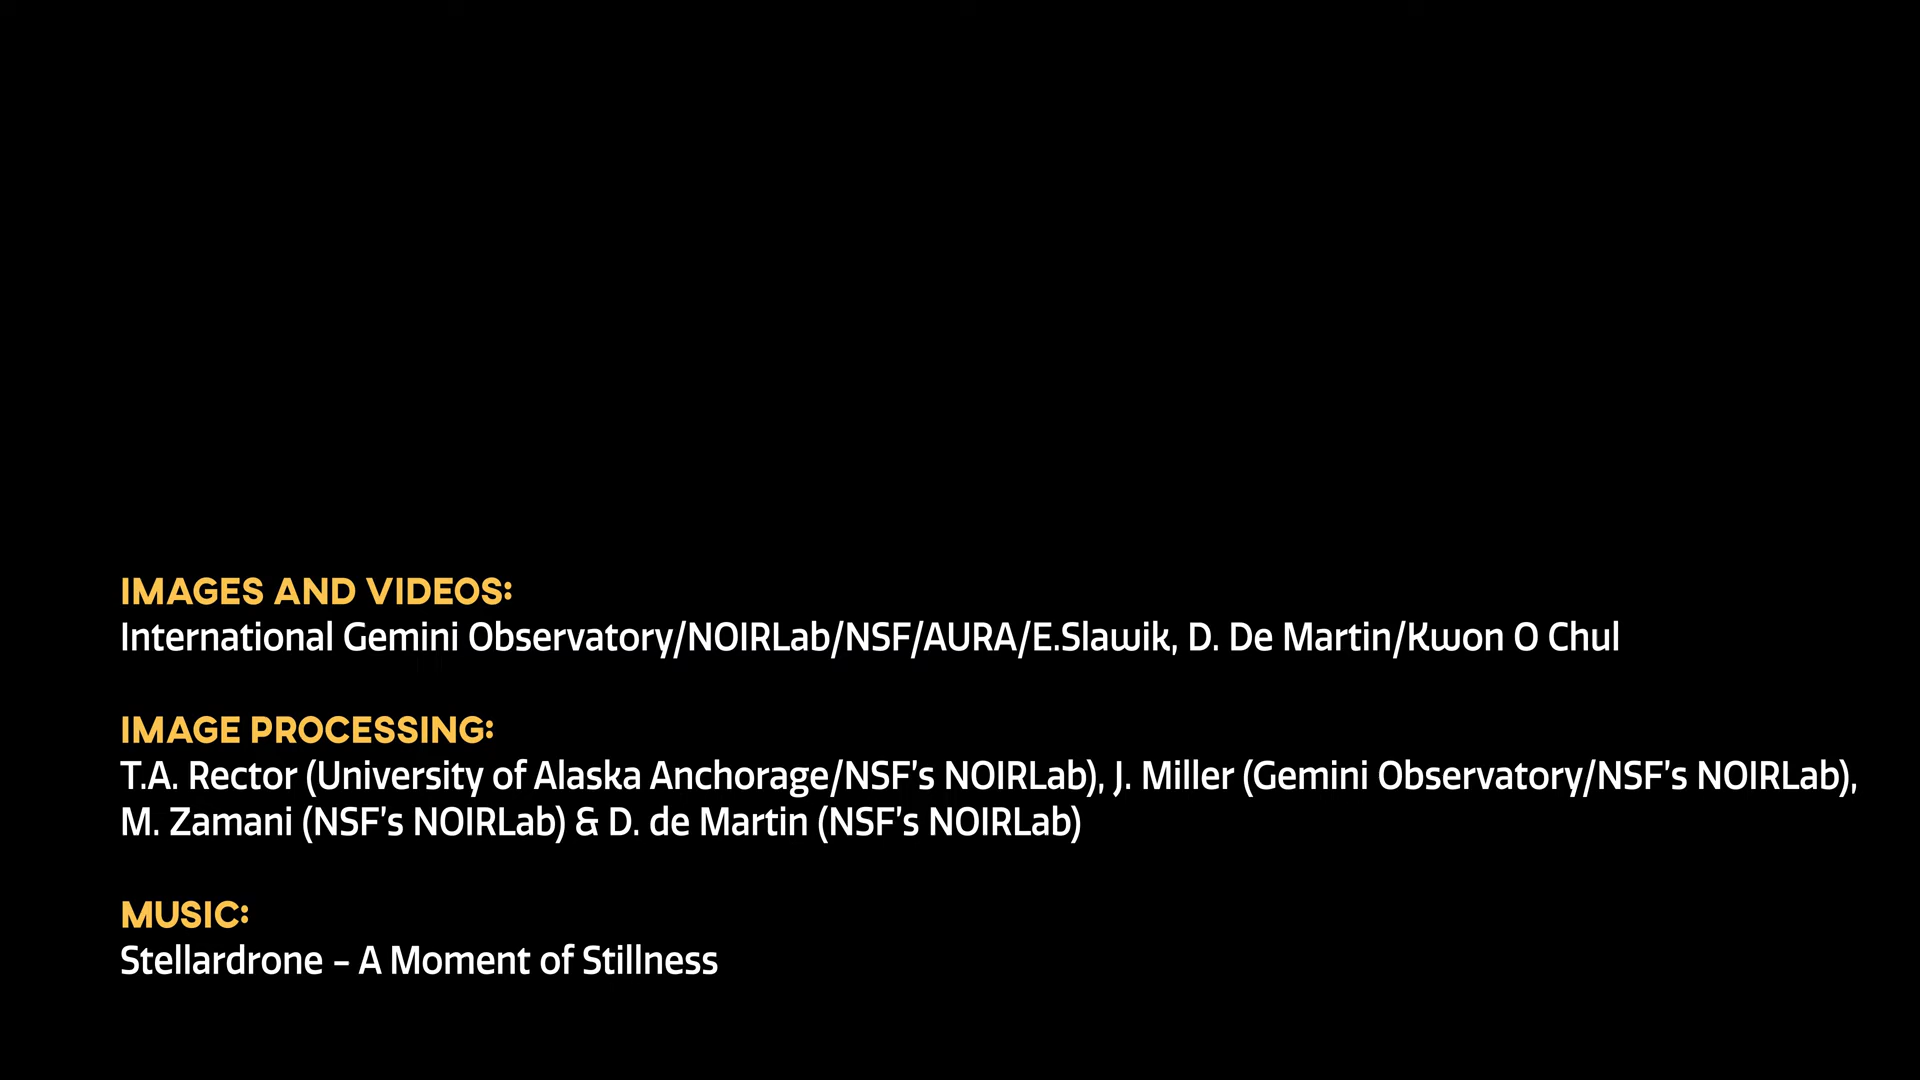 IMAGES AND VIDEOS:
International Gemini Observatory/NOIRLab/NSF/AURA/E.Slawik, D. De Martin/Kwon O Chul
IMAGE PROCESSING:
T.A. Rector (University of Alaska Anchorage/NSF's NOIRLab), J. Miller (Gemini Observatory/NSF's NOIRLab),
M. Zamani (NSF's NOIRLab) & D. de Martin (NSF's NOIRLab)
MUSIC:
Stellardrone – A Moment of Stillness